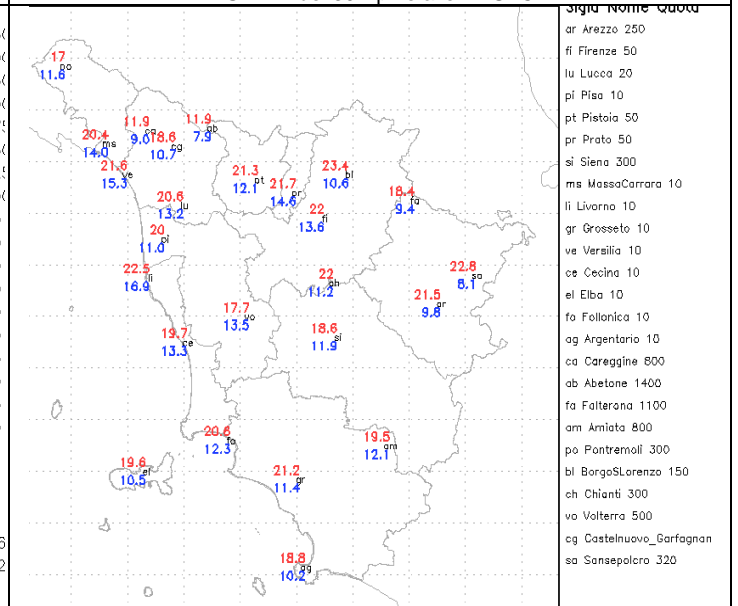 Sigla Nome Quota
ar Arezzo 250
fi Firenze 50
lu Lucca 20
pi Pisa 10
pt Pistoia 50
pr Prato 50
si Siena 300
ms MassaCarrara 10
li Livorno 10
gr Grosseto 10
ve Versilia 10
ce Cecina 10
el Elba 10
fo Follonica 10
ag Argentario 10
ca Careggine 800
ab Abetone 1400
fa Falterona 1100
am Amiata 800
po Pontremoli 300
bl BorgoSLorenzo 150
ch Chianti 300
vo Volterra 500
cg Castelnuovo_Garfagnan
sa Sansepolcro 320
17
po
11.6
11.9
ca
9.0
11.9
ab
7.9
18.6
cg
10.7
20.4
ms
14.0
21.6
ve
15.3
21.3
pt
12.1
21.7
pr
14.6
23.4
bl
10.6
18.4
fa
9.4
20.6
lu
13.2
22
fi
13.6
20
pi
11.0
22.5
li
16.9
22
ch
11.2
22.8
sa
8.1
21.5
ar
9.8
17.7
vo
13.5
18.6
si
11.9
19.7
ce
13.3
20.8
fo
12.3
19.5
am
12.1
19.6
el
10.5
21.2
gr
11.4
18.8
ag
10.2